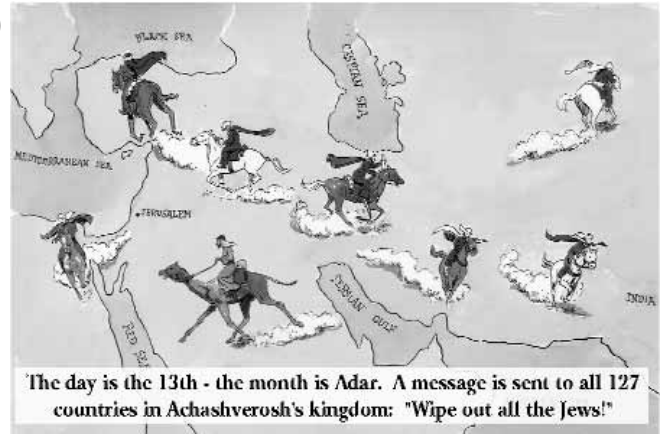 BLACK SEA
CASPIAN SEA
MEDITERRANEAN SEA
JERUSALEM
PERSIAN GULF
INDIA
RED SEA
The day is the 13th - the month is Adar. A message is sent to all 127
countries in Achashverosh's kingdom: "Wipe out all the Jews!"